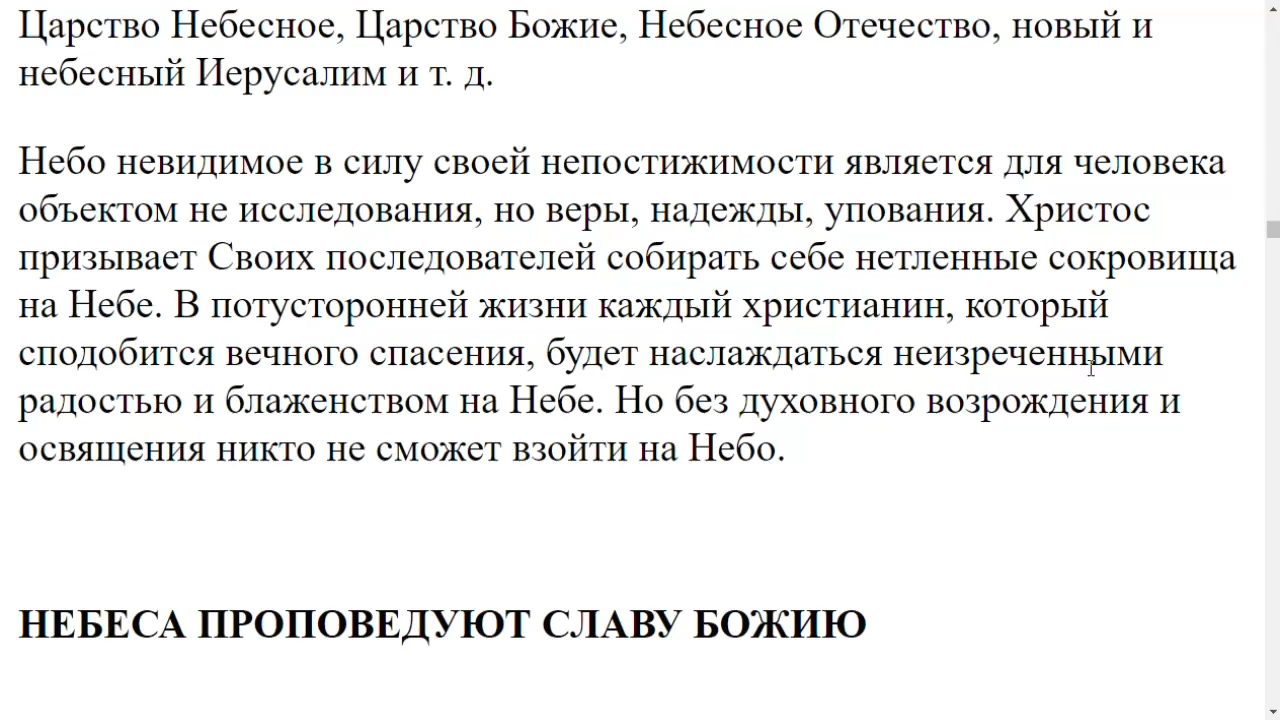 Царство Небесное, Царство Божие, Небесное Отечество, новый и
небесный Иерусалим и т. д.
Небо невидимое в силу своей непостижимости является для человека
объектом не исследования, но веры, надежды, упования. Христос
призывает Своих последователей собирать себе нетленные сокровища
на Небе. В потусторонней жизни каждый христианин, который
сподобится вечного спасения, будет наслаждаться неизреченными
радостью и блаженством на Небе. Но без духовного возрождения и
освящения никто не сможет взойти на Небо.
НЕБЕСА ПРОПОВЕДУЮТ СЛАВУ БОЖИЮ